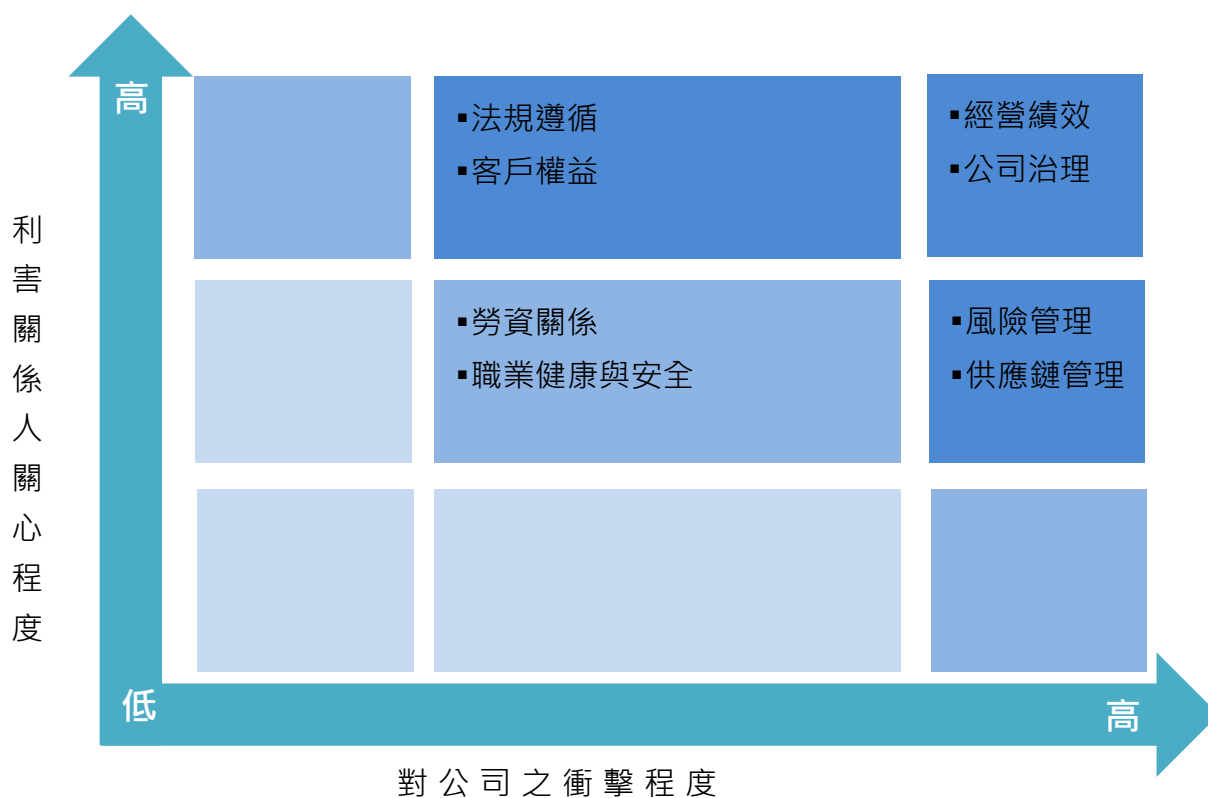 高
▪法規遵循
▪客戶權益
▪經營績效
▪公司治理
利害關係人關心程度
▪勞資關係
▪職業健康與安全
▪風險管理
▪供應鏈管理
低
高
對公司之衝擊程度